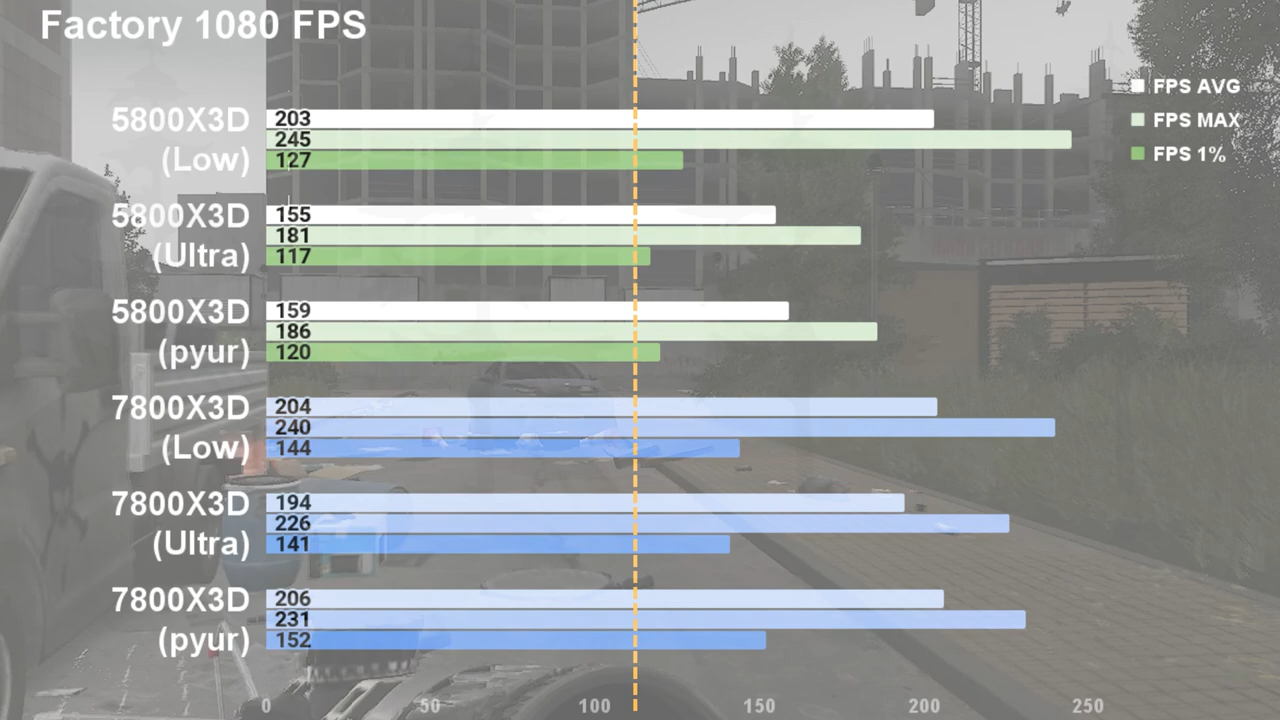 Factory 1080 FPS
FPS AVG
FPS MAX
FPS 1%
5800X3D
(Low)
203
245
127
5800X3D
(Ultra)
155
181
117
5800X3D
(pyur)
159
186
120
7800X3D
(Low)
204
240
144
7800X3D
(Ultra)
194
226
141
7800X3D
(pyur)
206
231
152
0 50 100 150 200 250